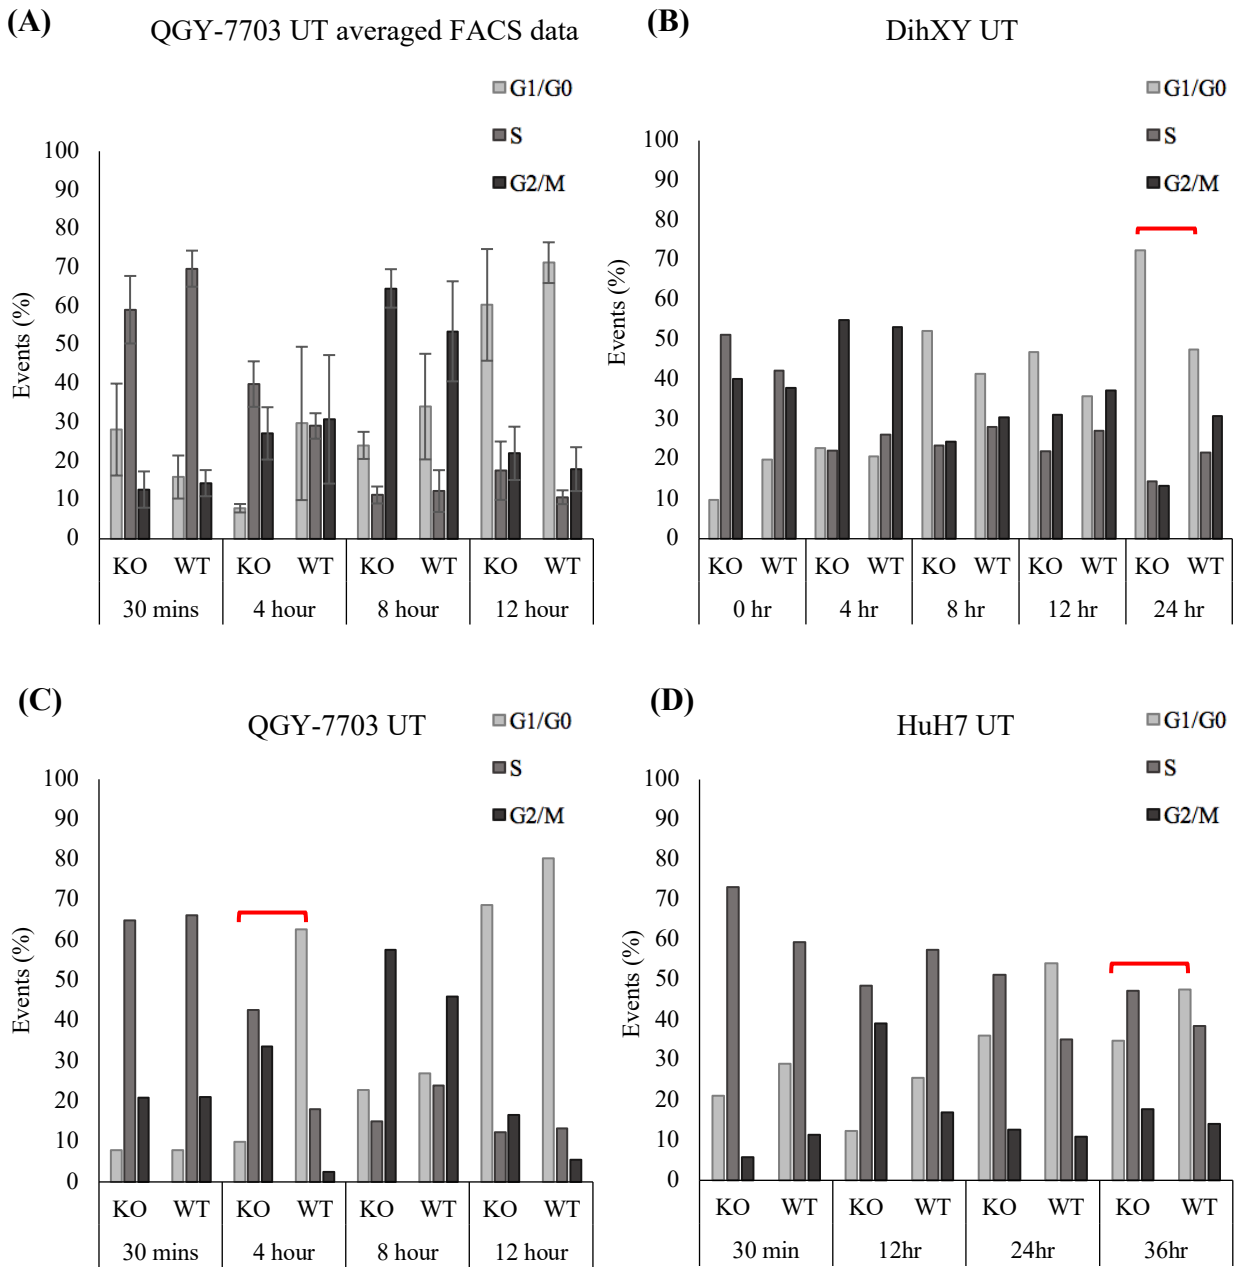 (A)
QGY-7703 UT averaged FACS data
G1/G0
S
G2/M
Events (%)
100
90
80
70
60
50
40
30
20
10
0
KO WT KO WT KO WT KO WT
30 mins 4 hour 8 hour 12 hour
(B)
DihXY UT
G1/G0
S
G2/M
Events (%)
100
90
80
70
60
50
40
30
20
10
0
KO WT KO WT KO WT KO WT KO WT
0 hr 4 hr 8 hr 12 hr 24 hr
(C)
QGY-7703 UT
G1/G0
S
G2/M
Events (%)
100
90
80
70
60
50
40
30
20
10
0
KO WT KO WT KO WT KO WT
30 mins 4 hour 8 hour 12 hour
(D)
HuH7 UT
G1/G0
S
G2/M
Events (%)
100
90
80
70
60
50
40
30
20
10
0
KO WT KO WT KO WT KO WT
30 min 12hr 24hr 36hr